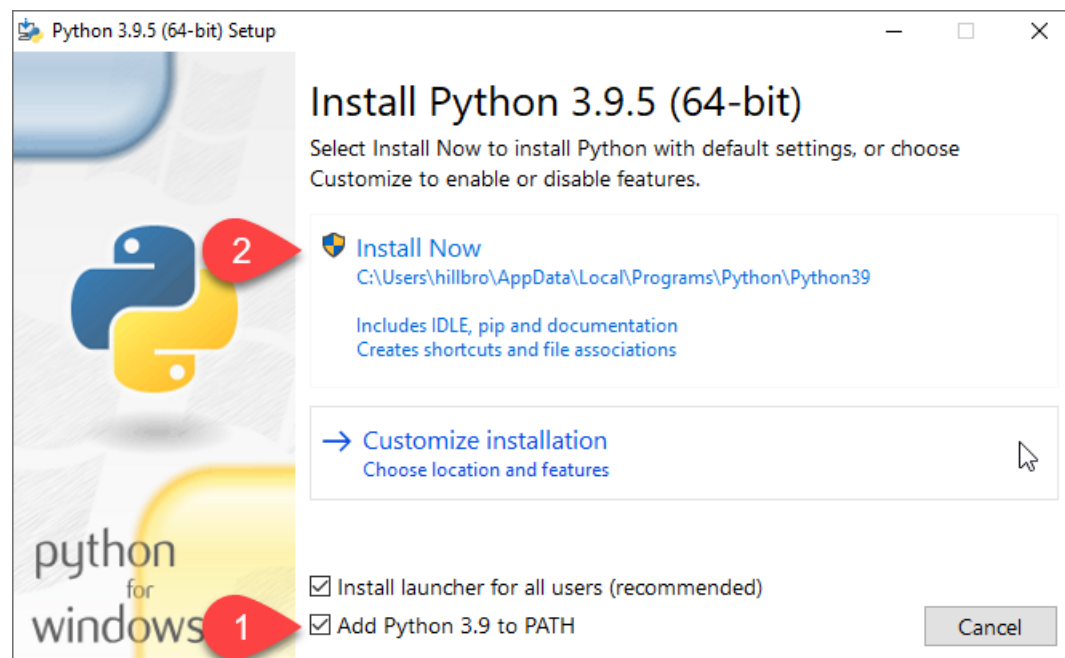 Python 3.9.5 (64-bit) Setup
Install Python 3.9.5 (64-bit)
Select Install Now to install Python with default settings, or choose
Customize to enable or disable features.
2
Install Now
C:\Users\hillbro\AppData\Local\Programs\Python\Python39
Includes IDLE, pip and documentation
Creates shortcuts and file associations
Customize installation
Choose location and features
python
for
windows
Install launcher for all users (recommended)
1
Add Python 3.9 to PATH
Cancel